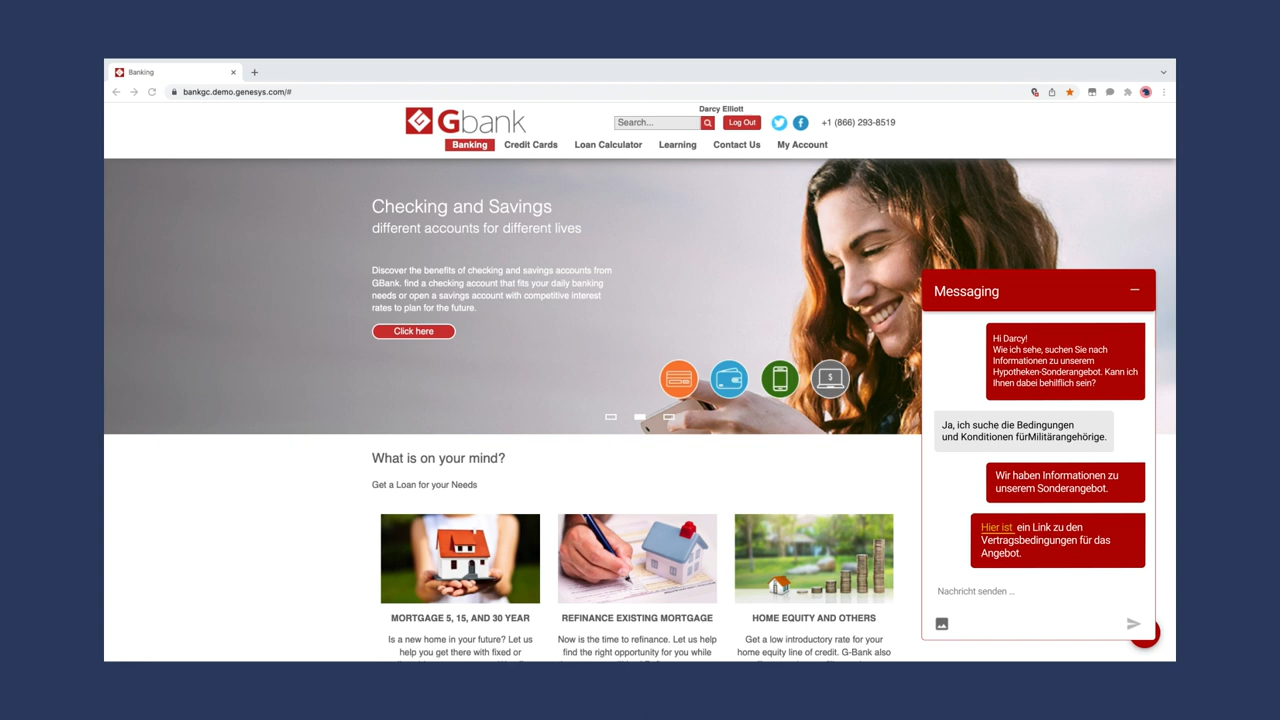 Banking
bankgc.demo.genesys.com/#
Gbank
Darcy Elliott
Search...
Log Out
+1 (866) 293-8519
Banking
Credit Cards
Loan Calculator
Learning
Contact Us
My Account
Checking and Savings
different accounts for different lives
Discover the benefits of checking and savings accounts from
GBank. find a checking account that fits your daily banking
needs or open a savings account with competitive interest
rates to plan for the future.
Click here
$
What is on your mind?
Get a Loan for your Needs
MORTGAGE 5, 15, AND 30 YEAR
Is a new home in your future? Let us
help you get there with fixed or
REFINANCE EXISTING MORTGAGE
Now is the time to refinance. Let us help
find the right opportunity for you while
HOME EQUITY AND OTHERS
Get a low introductory rate for your
home equity line of credit. G-Bank also
Messaging
Hi Darcy!
Wie ich sehe, suchen Sie nach
Informationen zu unserem
Hypotheken-Sonderangebot. Kann ich
Ihnen dabei behilflich sein?
Ja, ich suche die Bedingungen
und Konditionen fürMilitärangehörige.
Wir haben Informationen zu
unserem Sonderangebot.
Hier ist ein Link zu den
Vertragsbedingungen für das
Angebot.
Nachricht senden ...